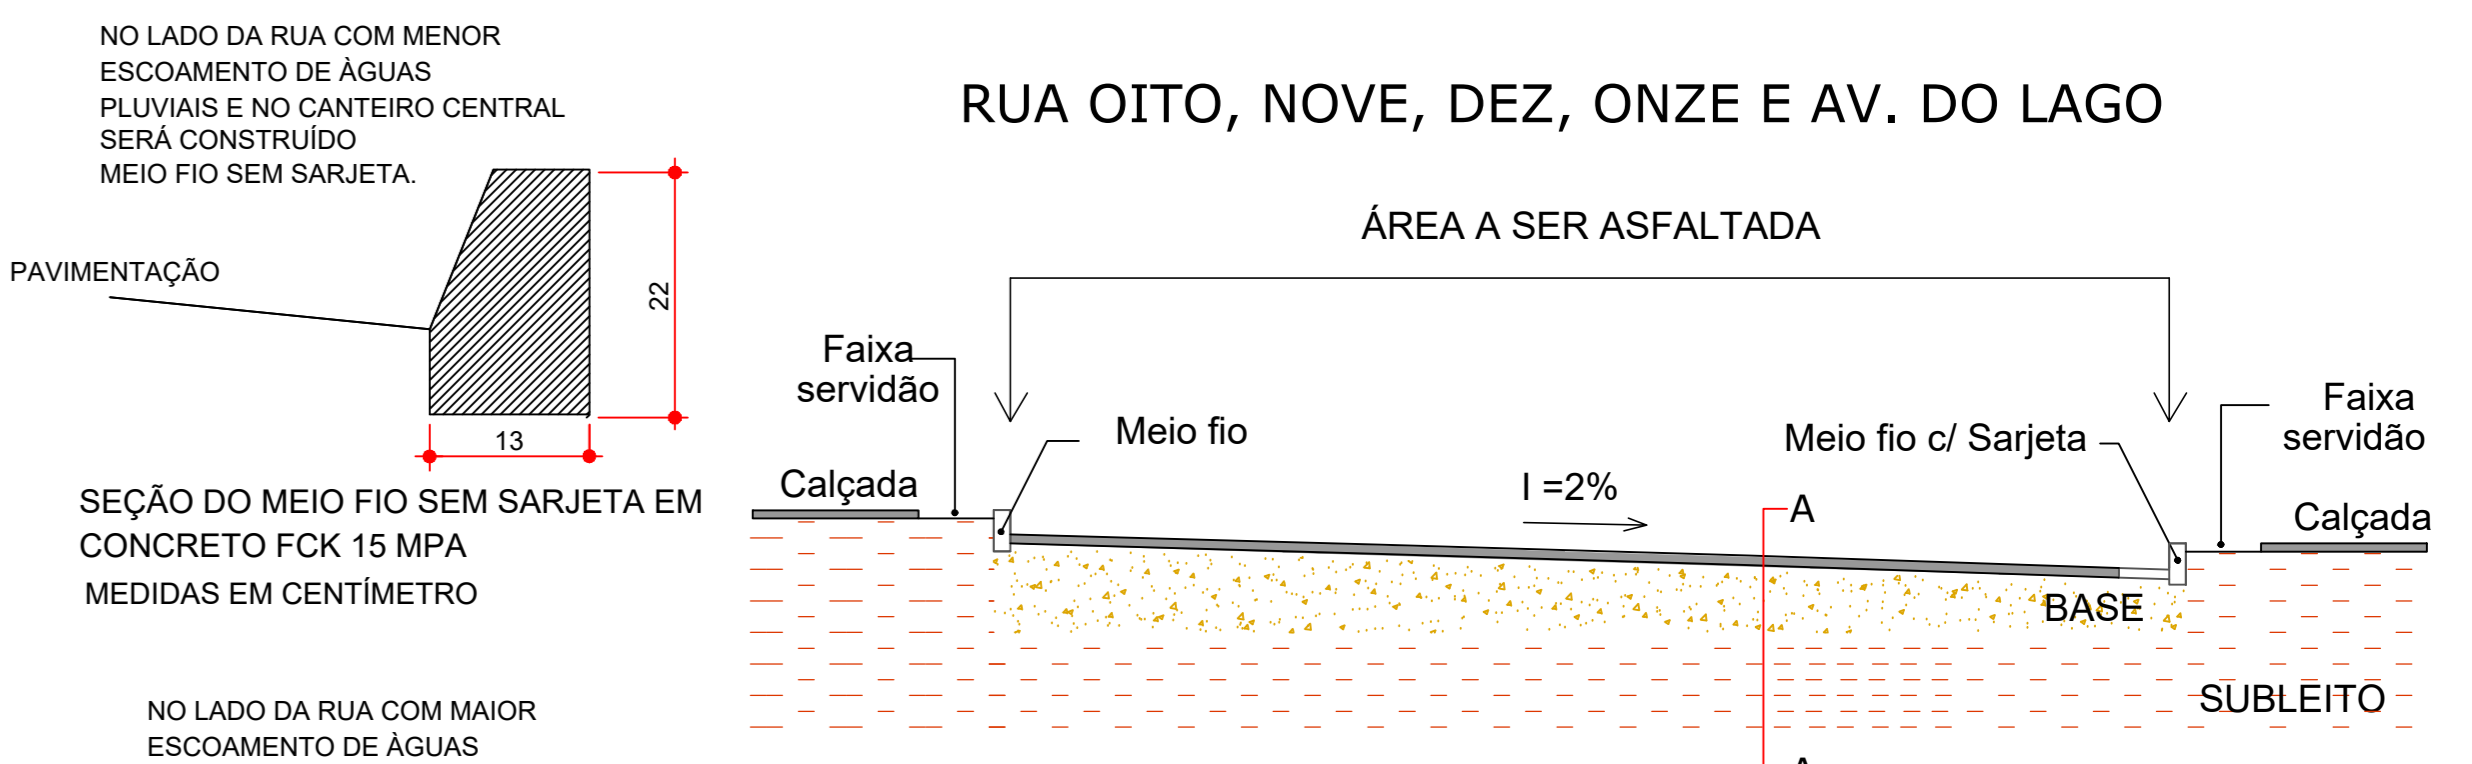 NO LADO DA RUA COM MENOR
ESCOAMENTO DE ÀGUAS
PLUVIAIS E NO CANTEIRO CENTRAL
SERÁ CONSTRUÍDO
MEIO FIO SEM SARJETA.
PAVIMENTAÇÃO
22
13
SEÇÃO DO MEIO FIO SEM SARJETA EM
CONCRETO FCK 15 MPA
MEDIDAS EM CENTÍMETRO
NO LADO DA RUA COM MAIOR
ESCOAMENTO DE ÀGUAS
RUA OITO, NOVE, DEZ, ONZE E AV. DO LAGO
ÁREA A SER ASFALTADA
Faixa
servidão
Meio fio
Calçada
I =2%
A
Meio fio c/ Sarjeta
Faixa
servidão
Calçada
BASE
SUBLEITO
A